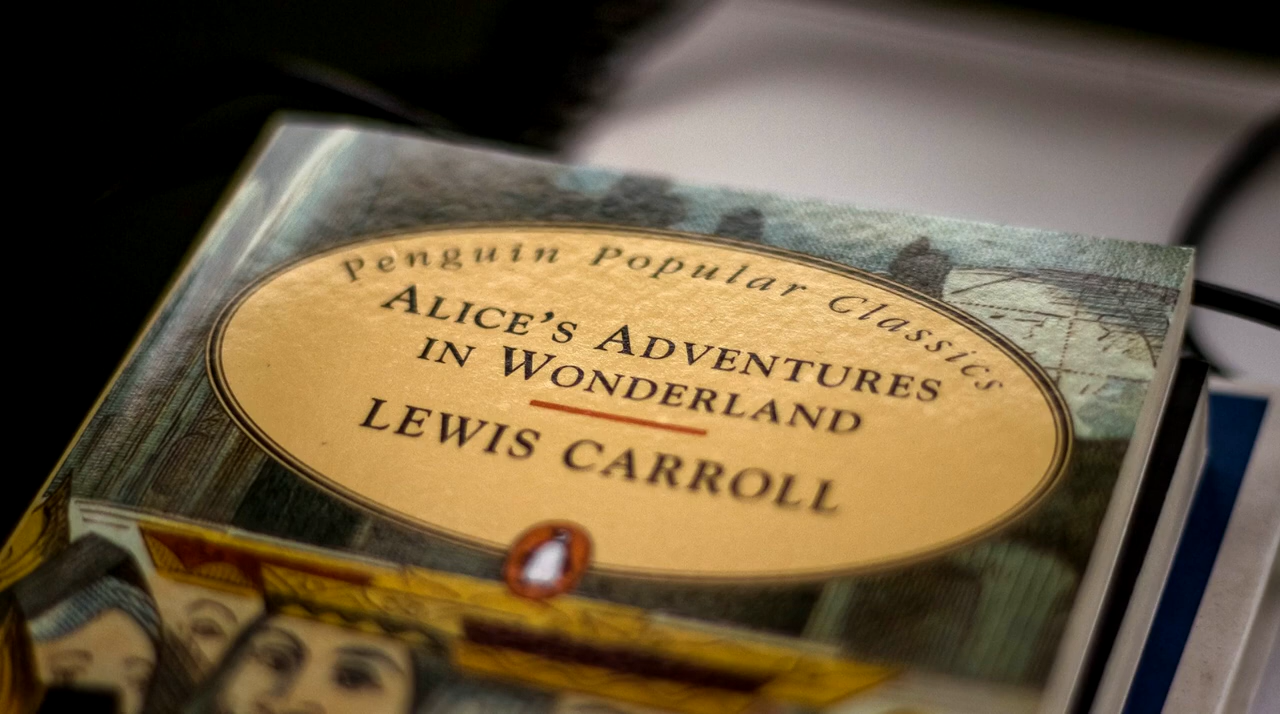 Penguin Popular Classics
ALICE'S ADVENTURES
IN WONDERLAND
LEWIS CARROLL